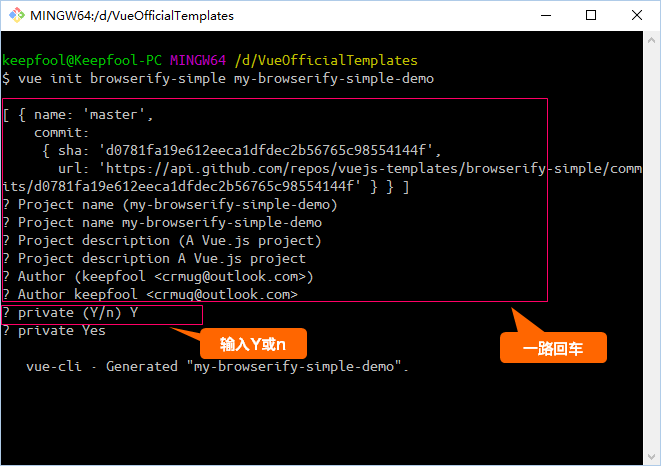 MINGW64:/d/VueOfficialTemplates
keepfool@Keepfool-PC MINGW64 /d/VueOfficialTemplates
$ vue init browserify-simple my-browserify-simple-demo
[ { name: 'master',
commit:
{ sha: 'd0781fa19e612eeca1dfdec2b56765c98554144f',
url: 'https://api.github.com/repos/vuejs-templates/browserify-simple/comm
its/d0781fa19e612eeca1dfdec2b56765c98554144f' } } ]
? Project name (my-browserify-simple-demo)
? Project name my-browserify-simple-demo
? Project description (A Vue.js project)
? Project description A Vue.js project
? Author (keepfool <crmug@outlook.com>)
? Author keepfool <crmug@outlook.com>
? private (Y/n) Y
? private Yes
输入Y或n
一路回车
vue-cli · Generated "my-browserify-simple-demo".